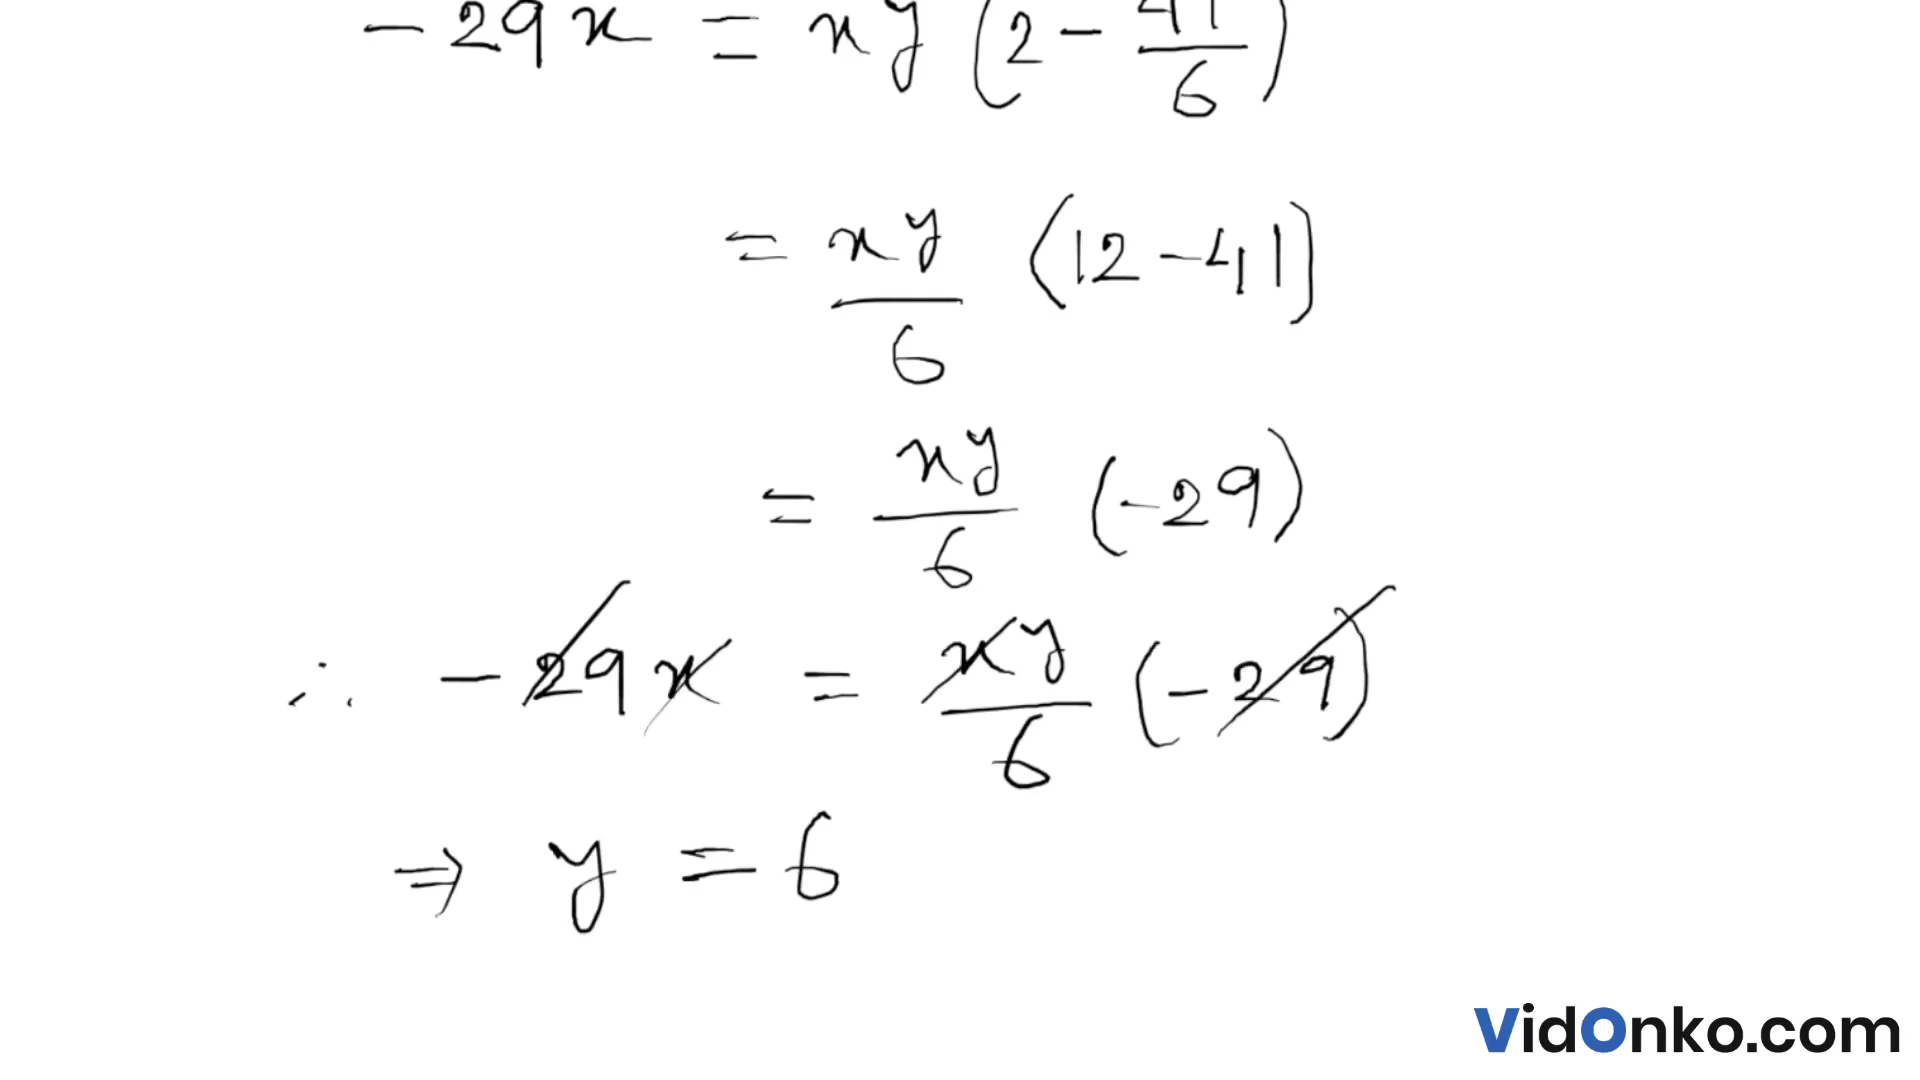 -29x = xy (2 - 41/6)
= xy/6 (12-41)
= xy/6 (-29)
∴ -29x = xy/6 (-29)
⇒ y = 6
VidOnko.com